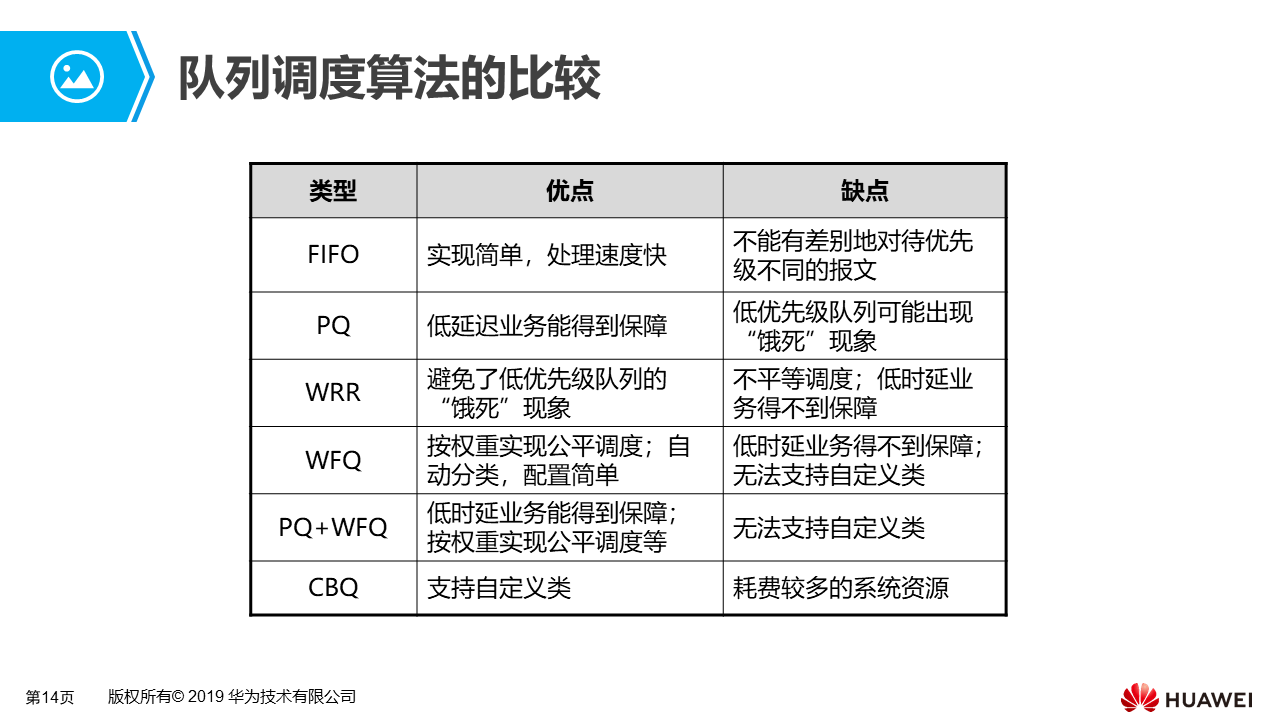 队列调度算法的比较
类型 优点 缺点
FIFO
实现简单，处理速度快
不能有差别地对待优先
级不同的报文
PQ
低延迟业务能得到保障
低优先级队列可能出现
“饿死”现象
WRR
避免了低优先级队列的
“饿死”现象
不平等调度；低时延业
务得不到保障
WFQ
按权重实现公平调度；自
动分类，配置简单
低时延业务得不到保障；
无法支持自定义类
PQ+WFQ
低时延业务能得到保障；
按权重实现公平调度等
无法支持自定义类
CBQ
支持自定义类
耗费较多的系统资源
第14页 版权所有© 2019 华为技术有限公司
HUAWEI